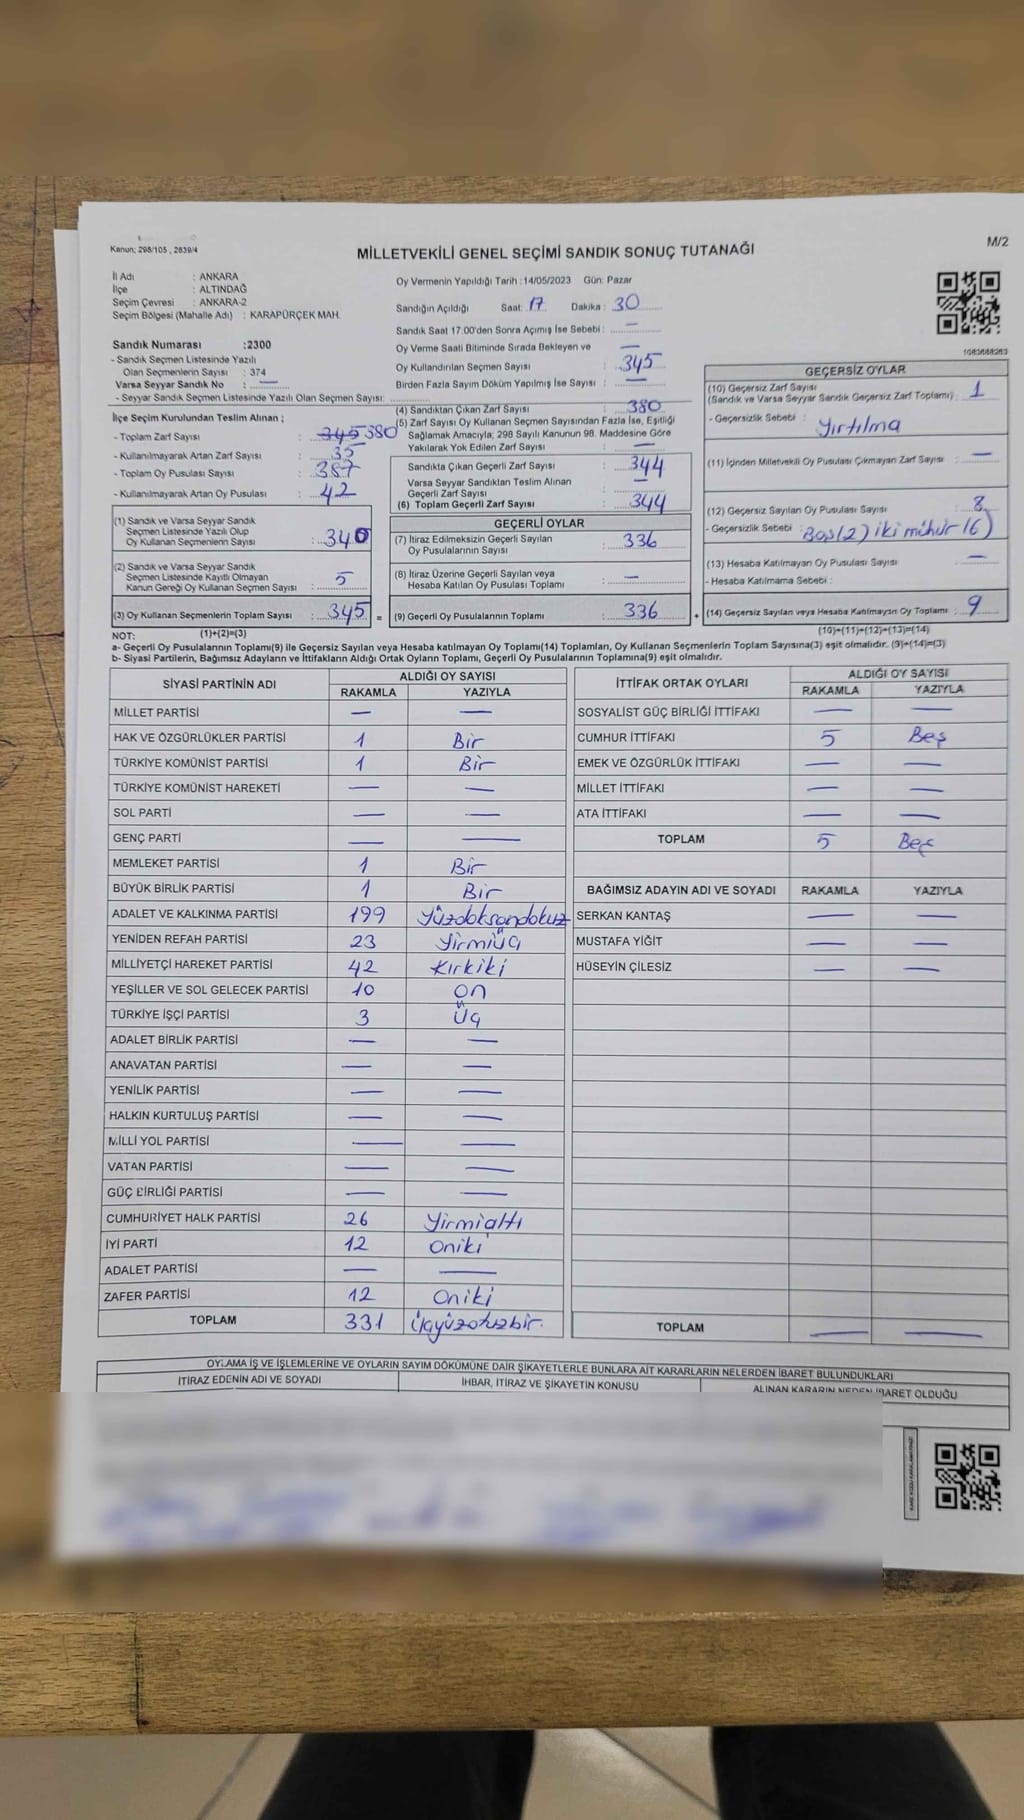 Kanun; 298/105 , 2839/4
MİLLETVEKİLİ GENEL SEÇİMİ SANDIK SONUÇ TUTANAĞI
M/2
İl Adı : ANKARA
İlçe : ALTINDAĞ
Seçim Çevresi : ANKARA-2
Seçim Bölgesi (Mahalle Adı) : KARAPÜRÇEK MAH.
Sandık Numarası :2300
- Sandık Seçmen Listesinde Yazılı
Olan Seçmenlerin Sayısı : 374
Varsa Seyyar Sandık No : —
- Seyyar Sandık Seçmen Listesinde Yazılı Olan Seçmen Sayısı:
Oy Vermenin Yapıldığı Tarih : 14/05/2023 Gün: Pazar
Sandığın Açıldığı Saat: 17 Dakika : 30
Sandık Saat 17:00'den Sonra Açımış İse Sebebi : —
Oy Verme Saati Bitiminde Sırada Bekleyen ve —
Oy Kullandırılan Seçmen Sayısı : 345
Birden Fazla Sayım Döküm Yapılmış İse Sayısı : —
İlçe Seçim Kurulundan Teslim Alınan ;
- Toplam Zarf Sayısı : 345 380
- Kullanılmayarak Artan Zarf Sayısı : 35
- Toplam Oy Pusulası Sayısı : 387
- Kullanılmayarak Artan Oy Pusulası : 42
(1) Sandık ve Varsa Seyyar Sandık
Seçmen Listesinde Yazılı Olup
Oy Kullanan Seçmenlerin Sayısı : 340
(2) Sandık ve Varsa Seyyar Sandık
Seçmen Listesinde Kayıtlı Olmayan
Kanun Gereği Oy Kullanan Seçmen Sayısı : 5
(3) Oy Kullanan Seçmenlerin Toplam Sayısı : 345 =
(4) Sandıktan Çıkan Zarf Sayısı : 380
(5) Zarf Sayısı Oy Kullanan Seçmen Sayısından Fazla İse, Eşitliği
Sağlamak Amacıyla; 298 Sayılı Kanunun 98. Maddesine Göre
Yakılarak Yok Edilen Zarf Sayısı : —
Sandıkta Çıkan Geçerli Zarf Sayısı : 344
Varsa Seyyar Sandıktan Teslim Alınan
Geçerli Zarf Sayısı : —
(6) Toplam Geçerli Zarf Sayısı : 344
GEÇERLİ OYLAR
(7) İtiraz Edilmeksizin Geçerli Sayılan
Oy Pusulalarının Sayısı : 336
(8) İtiraz Üzerine Geçerli Sayılan veya
Hesaba Katılan Oy Pusulası Toplamı : —
(9) Geçerli Oy Pusulalarının Toplamı : 336 +
1083688263
GEÇERSİZ OYLAR
(10) Geçersiz Zarf Sayısı
(Sandık ve Varsa Seyyar Sandık Geçersiz Zarf Toplamı) : 1
- Geçersizlik Sebebi : Yırtılma
(11) İçinden Milletvekili Oy Pusulası Çıkmayan Zarf Sayısı : —
(12) Geçersiz Sayılan Oy Pusulası Sayısı : 8
- Geçersizlik Sebebi : Boş(2) iki mühür (6)
(13) Hesaba Katılmayan Oy Pusulası Sayısı : —
- Hesaba Katılmama Sebebi :
(14) Geçersiz Sayılan veya Hesaba Katılmayan Oy Toplamı : 9
NOT: (1)+(2)=(3)
(10)+(11)+(12)+(13)=(14)
a- Geçerli Oy Pusulalarının Toplamı(9) ile Geçersiz Sayılan veya Hesaba katılmayan Oy Toplamı(14) Toplamları, Oy Kullanan Seçmenlerin Toplam Sayısına(3) eşit olmalıdır. (9)+(14)=(3)
b- Siyasi Partilerin, Bağımsız Adayların ve İttifakların Aldığı Ortak Oyların Toplamı, Geçerli Oy Pusulalarının Toplamına(9) eşit olmalıdır.
SİYASİ PARTİNİN ADI ALDIĞI OY SAYISI
RAKAMLA YAZIYLA
MİLLET PARTİSİ — —
HAK VE ÖZGÜRLÜKLER PARTİSİ 1 Bir
TÜRKİYE KOMÜNİST PARTİSİ 1 Bir
TÜRKİYE KOMÜNİST HAREKETİ — —
SOL PARTİ — —
GENÇ PARTİ — —
MEMLEKET PARTİSİ 1 Bir
BÜYÜK BİRLİK PARTİSİ 1 Bir
ADALET VE KALKINMA PARTİSİ 199 Yüzdoksandokuz
YENİDEN REFAH PARTİSİ 23 Yirmiüç
MİLLİYETÇİ HAREKET PARTİSİ 42 Kırkiki
YEŞİLLER VE SOL GELECEK PARTİSİ 10 on
TÜRKİYE İŞÇİ PARTİSİ 3 Üç
ADALET BİRLİK PARTİSİ — —
ANAVATAN PARTİSİ — —
YENİLİK PARTİSİ — —
HALKIN KURTULUŞ PARTİSİ — —
MİLLİ YOL PARTİSİ — —
VATAN PARTİSİ — —
GÜÇ BİRLİĞİ PARTİSİ — —
CUMHURİYET HALK PARTİSİ 26 Yirmialtı
İYİ PARTİ 12 Oniki
ADALET PARTİSİ — —
ZAFER PARTİSİ 12 Oniki
TOPLAM 331 Üçyüzotuzbir.
İTTİFAK ORTAK OYLARI ALDIĞI OY SAYISI
RAKAMLA YAZIYLA
SOSYALİST GÜÇ BİRLİĞİ İTTİFAKI — —
CUMHUR İTTİFAKI 5 Beş
EMEK VE ÖZGÜRLÜK İTTİFAKI — —
MİLLET İTTİFAKI — —
ATA İTTİFAKI — —
TOPLAM 5 Beş
BAĞIMSIZ ADAYIN ADI VE SOYADI RAKAMLA YAZIYLA
SERKAN KANTAŞ — —
MUSTAFA YİĞİT — —
HÜSEYİN ÇİLESİZ — —
TOPLAM — —
OYLAMA İŞ VE İŞLEMLERİNE VE OYLARIN SAYIM DÖKÜMÜNE DAİR ŞİKAYETLERLE BUNLARA AİT KARARLARIN NELERDEN İBARET BULUNDUKLARI
İTİRAZ EDENİN ADI VE SOYADI İHBAR, İTİRAZ VE ŞİKAYETİN KONUSU ALINAN KARARIN NEDEN İBARET OLDUĞU